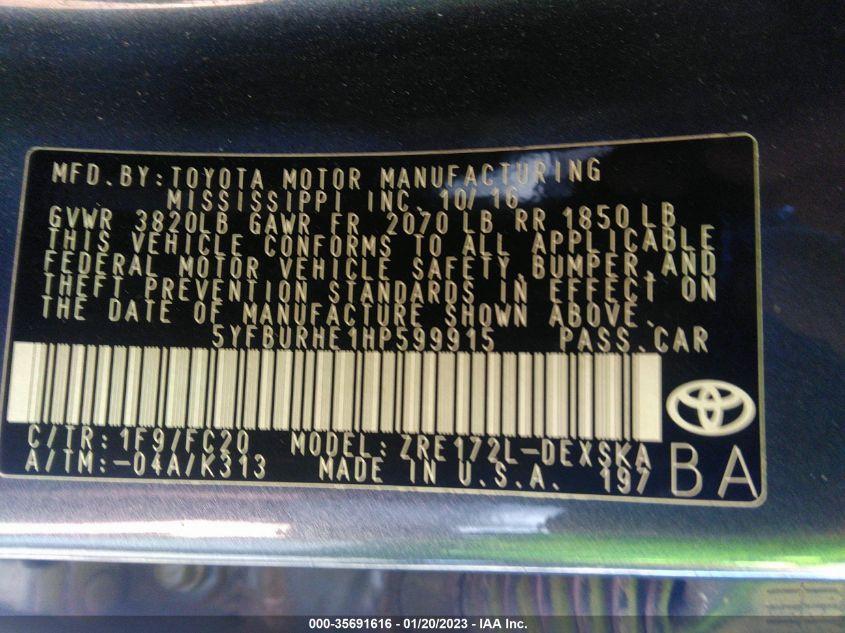 MFD.BY:TOYOTA MOTOR MANUFACTURING
MISSISSIPPI INC. 10/16
GVWR 3820LB GAWR FR 2070 LB RR 1850 LB
THIS VEHICLE CONFORMS TO ALL APPLICABLE
FEDERAL MOTOR VEHICLE SAFETY,BUMPER,AND
THEFT PREVENTION STANDARDS IN EFFECT ON
THE DATE OF MANUFACTURE SHOWN ABOVE.
5YFBURHE1HP599915 PASS.CAR
C/TR:1F9/FC20 MODEL:ZRE172L-DEXSKA
A/TM:-04A/K313 MADE IN U.S.A. 197 BA
000-35691616 - 01/20/2023 - IAA Inc.